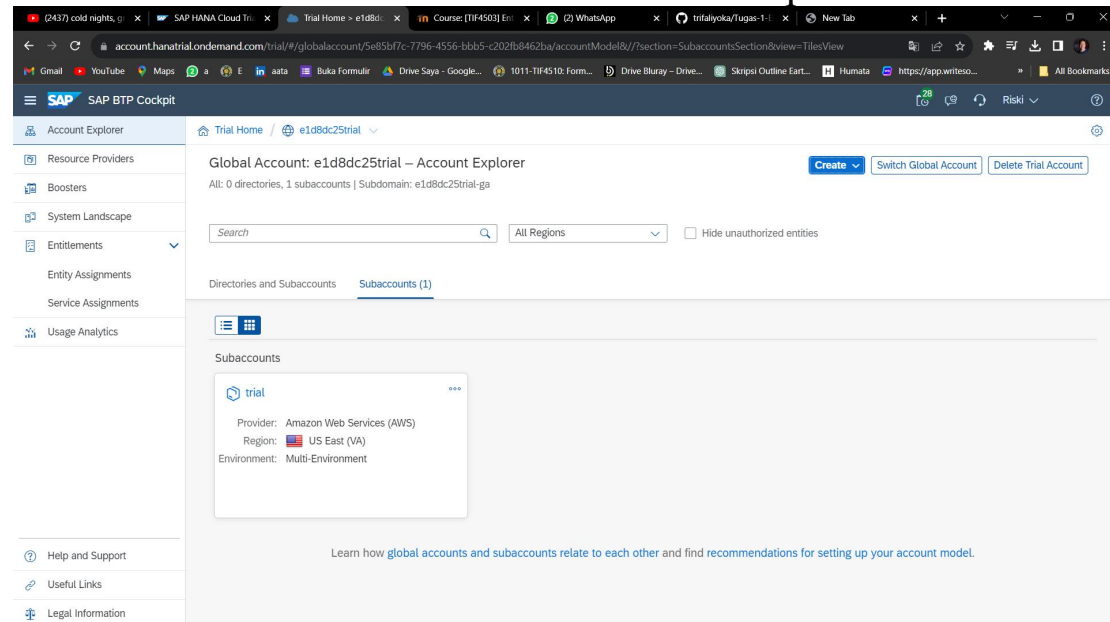 (2437) cold nights, gr
SAP HANA Cloud Tri
Trial Home > e1d8dc
Course: [TIF4503] Ent
(2) WhatsApp
trifaliyoka/Tugas-1-
New Tab
account.hanatrial.ondemand.com/trial/#/globalaccount/5e85bf7c-7796-4556-bbb5-c202fb8462ba/accountModel&//?section=SubaccountsSection&view=TilesView
Gmail YouTube Maps a E aata Buka Formulir Drive Saya - Google... 1011-TIF4510: Form... Drive Bluray – Drive... Skripsi Outline Eart... Humata https://app.writeso... » All Bookmarks
SAP SAP BTP Cockpit 28 Riski
Account Explorer
Resource Providers
Boosters
System Landscape
Entitlements
Entity Assignments
Service Assignments
Usage Analytics
Help and Support
Useful Links
Legal Information
Trial Home / e1d8dc25trial
Global Account: e1d8dc25trial – Account Explorer
Create Switch Global Account Delete Trial Account
All: 0 directories, 1 subaccounts | Subdomain: e1d8dc25trial-ga
Search All Regions Hide unauthorized entities
Directories and Subaccounts Subaccounts (1)
Subaccounts
trial
Provider: Amazon Web Services (AWS)
Region: US East (VA)
Environment: Multi-Environment
Learn how global accounts and subaccounts relate to each other and find recommendations for setting up your account model.